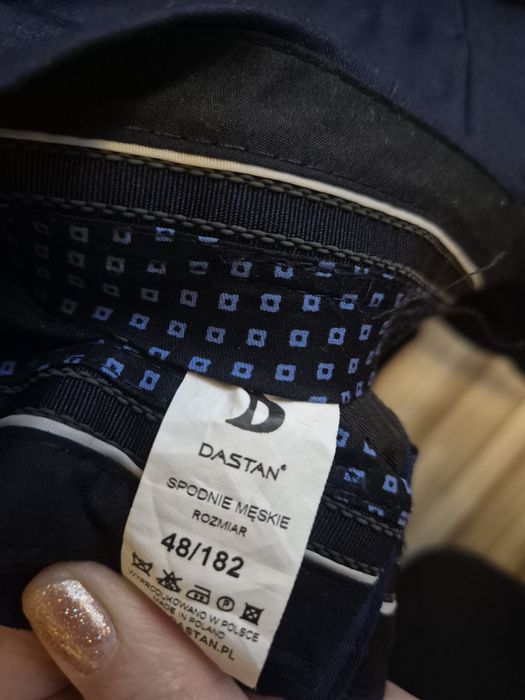 D
DASTAN®
SPODNIE MĘSKIE
ROZMIAR
48/182
WYPRODUKOWANO W POLSCE
MADE IN POLAND
DASTAN.PL